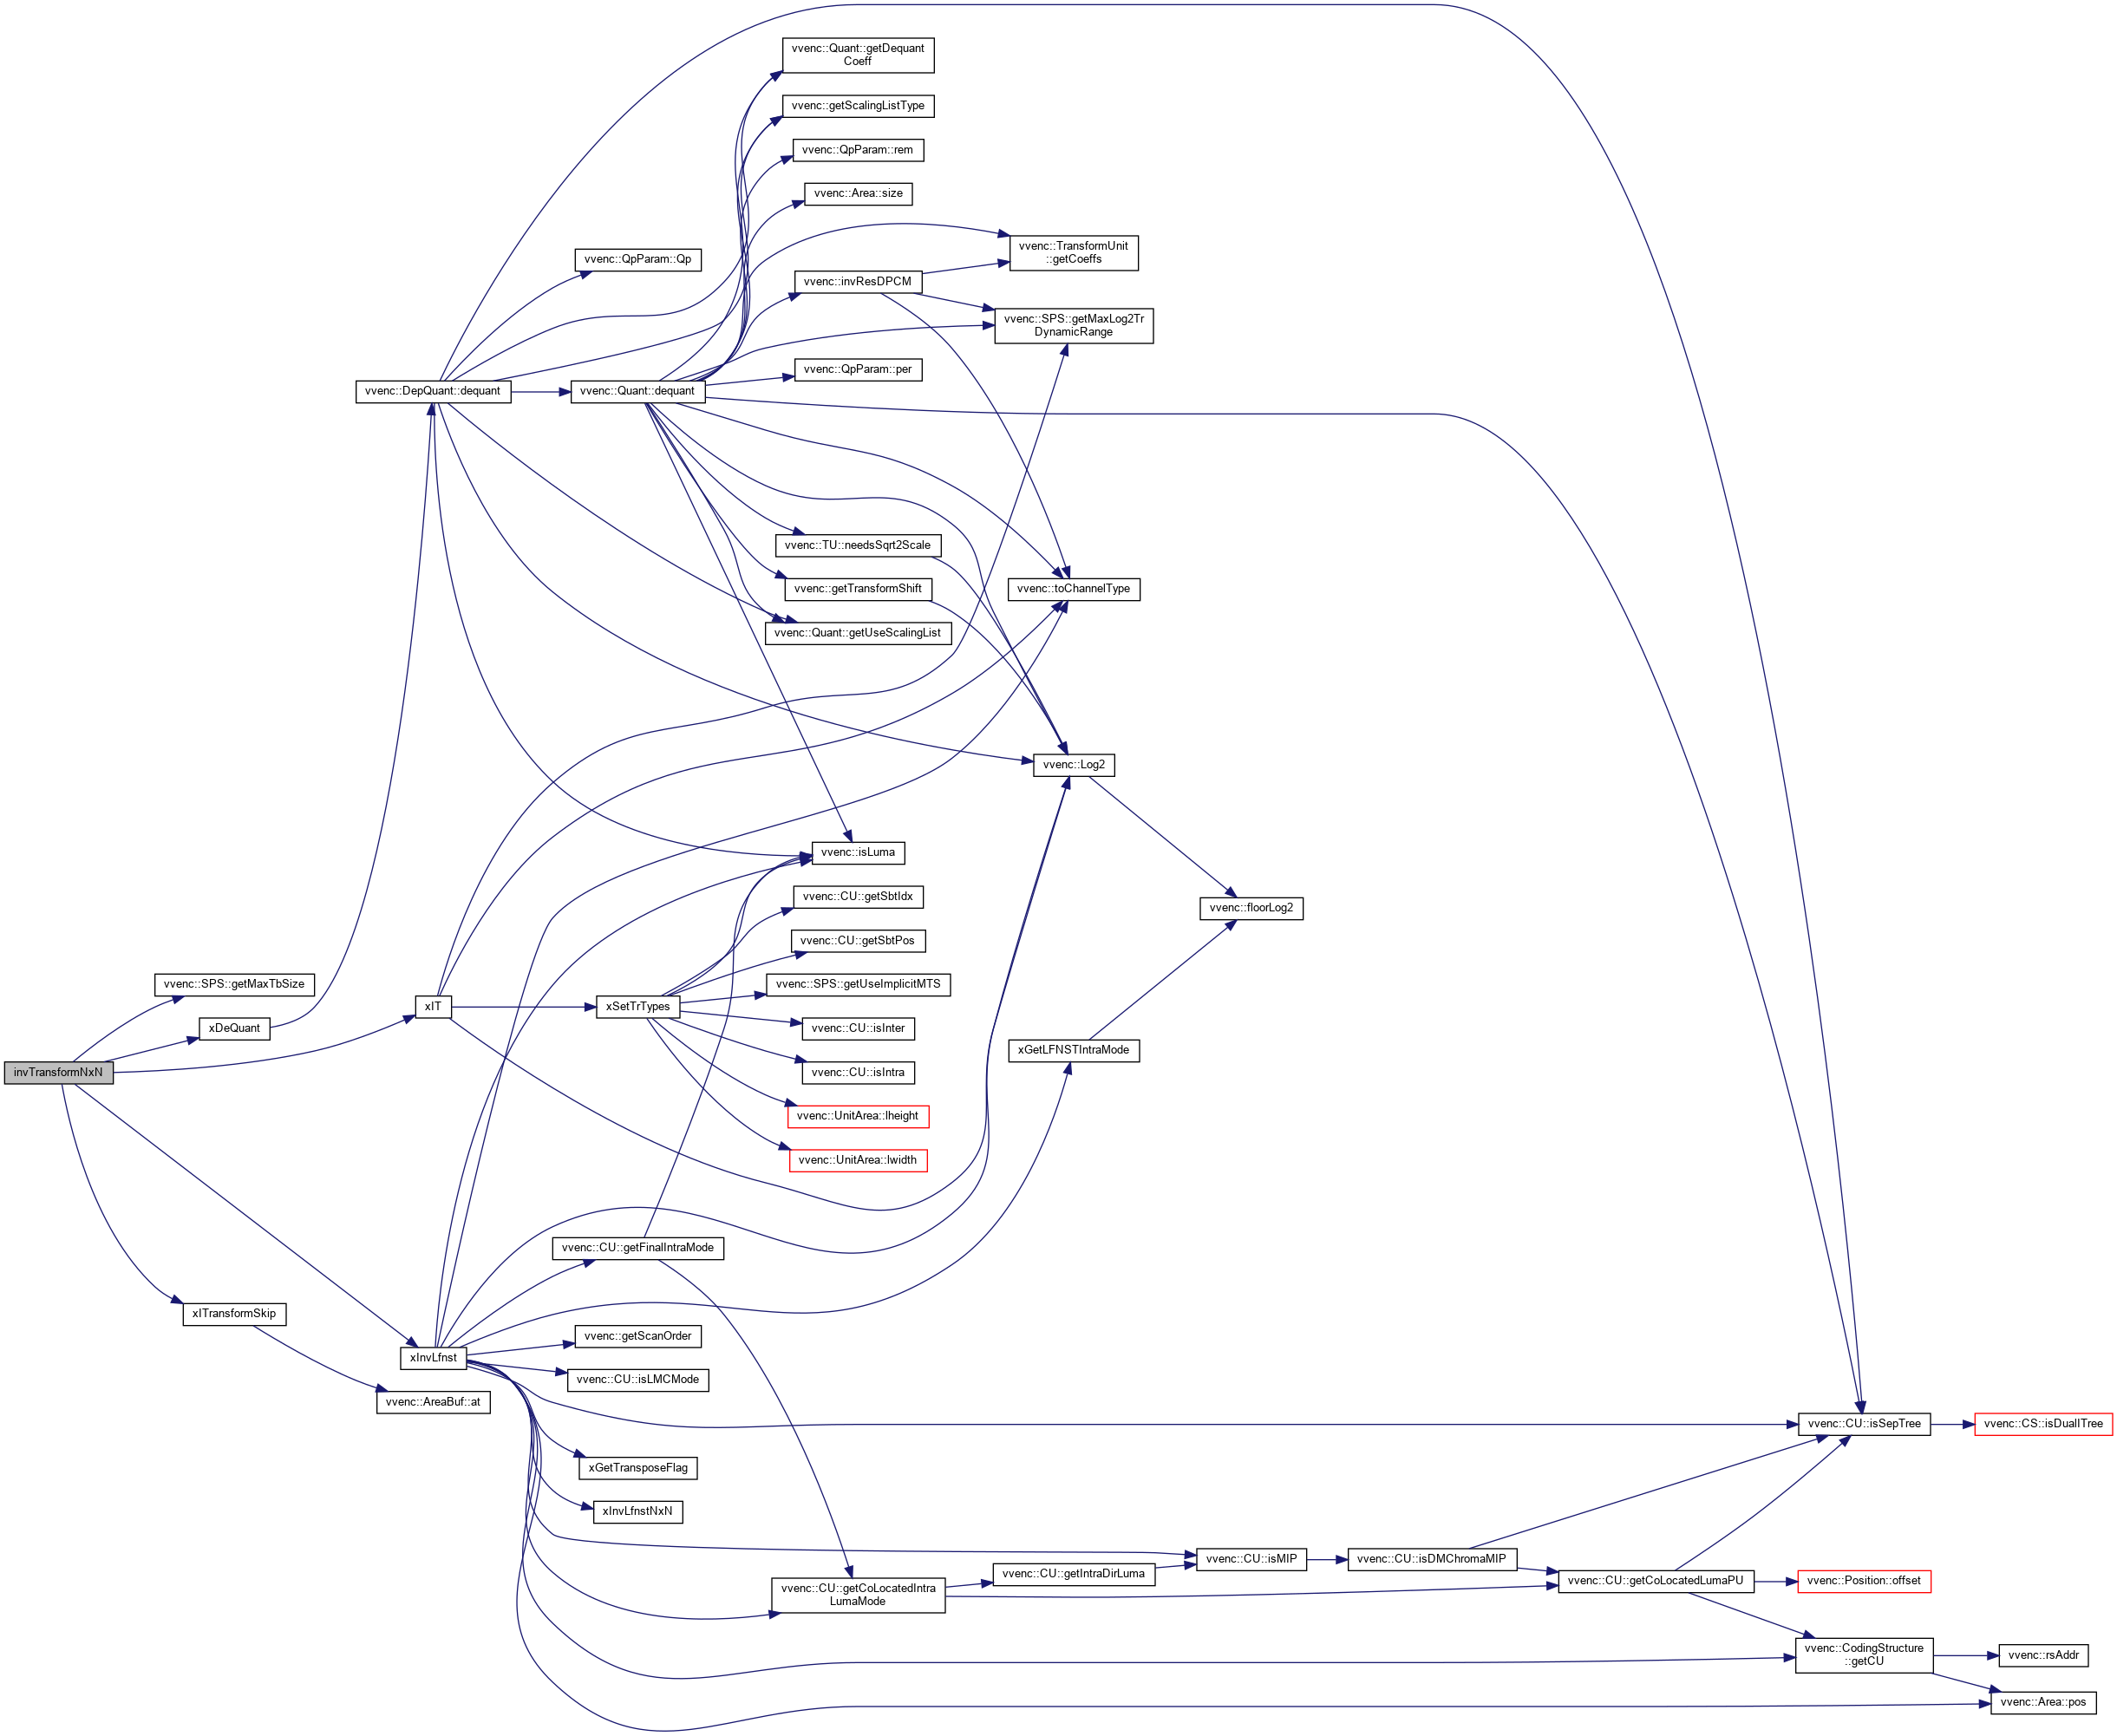 vvenc::Quant::getDequant
Coeff
vvenc::getScalingListType
vvenc::QpParam::rem
vvenc::Area::size
vvenc::TransformUnit
::getCoeffs
vvenc::QpParam::Qp
vvenc::invResDPCM
vvenc::SPS::getMaxLog2Tr
DynamicRange
vvenc::QpParam::per
vvenc::DepQuant::dequant
vvenc::Quant::dequant
vvenc::TU::needsSqrt2Scale
vvenc::getTransformShift
vvenc::toChannelType
vvenc::Quant::getUseScalingList
vvenc::Log2
vvenc::isLuma
vvenc::CU::getSbtIdx
vvenc::floorLog2
vvenc::CU::getSbtPos
vvenc::SPS::getMaxTbSize
vvenc::SPS::getUseImplicitMTS
xDeQuant
xIT
xSetTrTypes
vvenc::CU::isInter
xGetLFNSTIntraMode
invTransformNxN
vvenc::CU::isIntra
vvenc::UnitArea::lheight
vvenc::UnitArea::lwidth
vvenc::CU::getFinalIntraMode
xITransformSkip
vvenc::getScanOrder
xInvLfnst
vvenc::CU::isLMCMode
vvenc::AreaBuf::at
vvenc::CU::isSepTree
vvenc::CS::isDualITree
xGetTransposeFlag
xInvLfnstNxN
vvenc::CU::isMIP
vvenc::CU::isDMChromaMIP
vvenc::CU::getIntraDirLuma
vvenc::CU::getCoLocatedLumaPU
vvenc::Position::offset
vvenc::CU::getCoLocatedIntra
LumaMode
vvenc::CodingStructure
::getCU
vvenc::rsAddr
vvenc::Area::pos